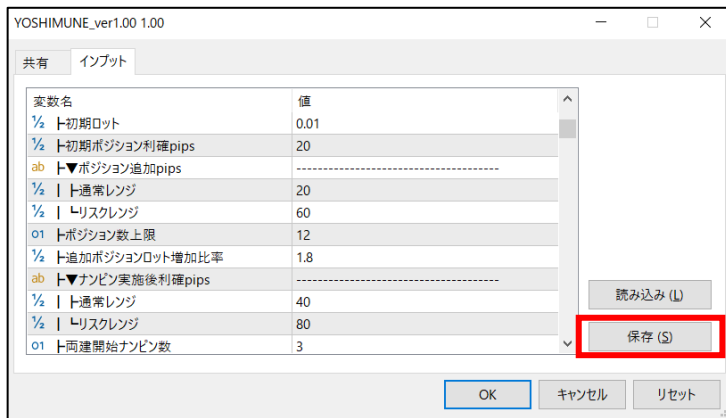 YOSHIMUNE_ver1.00 1.00
共有 インプット
変数名 値
┣初期ロット 0.01
┣初期ポジション利確pips 20
┣▼ポジション追加pips -------------------------------------
┃┣通常レンジ 20
┃┗リスクレンジ 60
┣ポジション数上限 12
┣追加ポジションロット増加比率 1.8
┣▼ナンピン実施後利確pips -------------------------------------
┃┣通常レンジ 40
┃┗リスクレンジ 80
┣両建開始ナンピン数 3
読み込み (L)
保存 (S)
OK キャンセル リセット